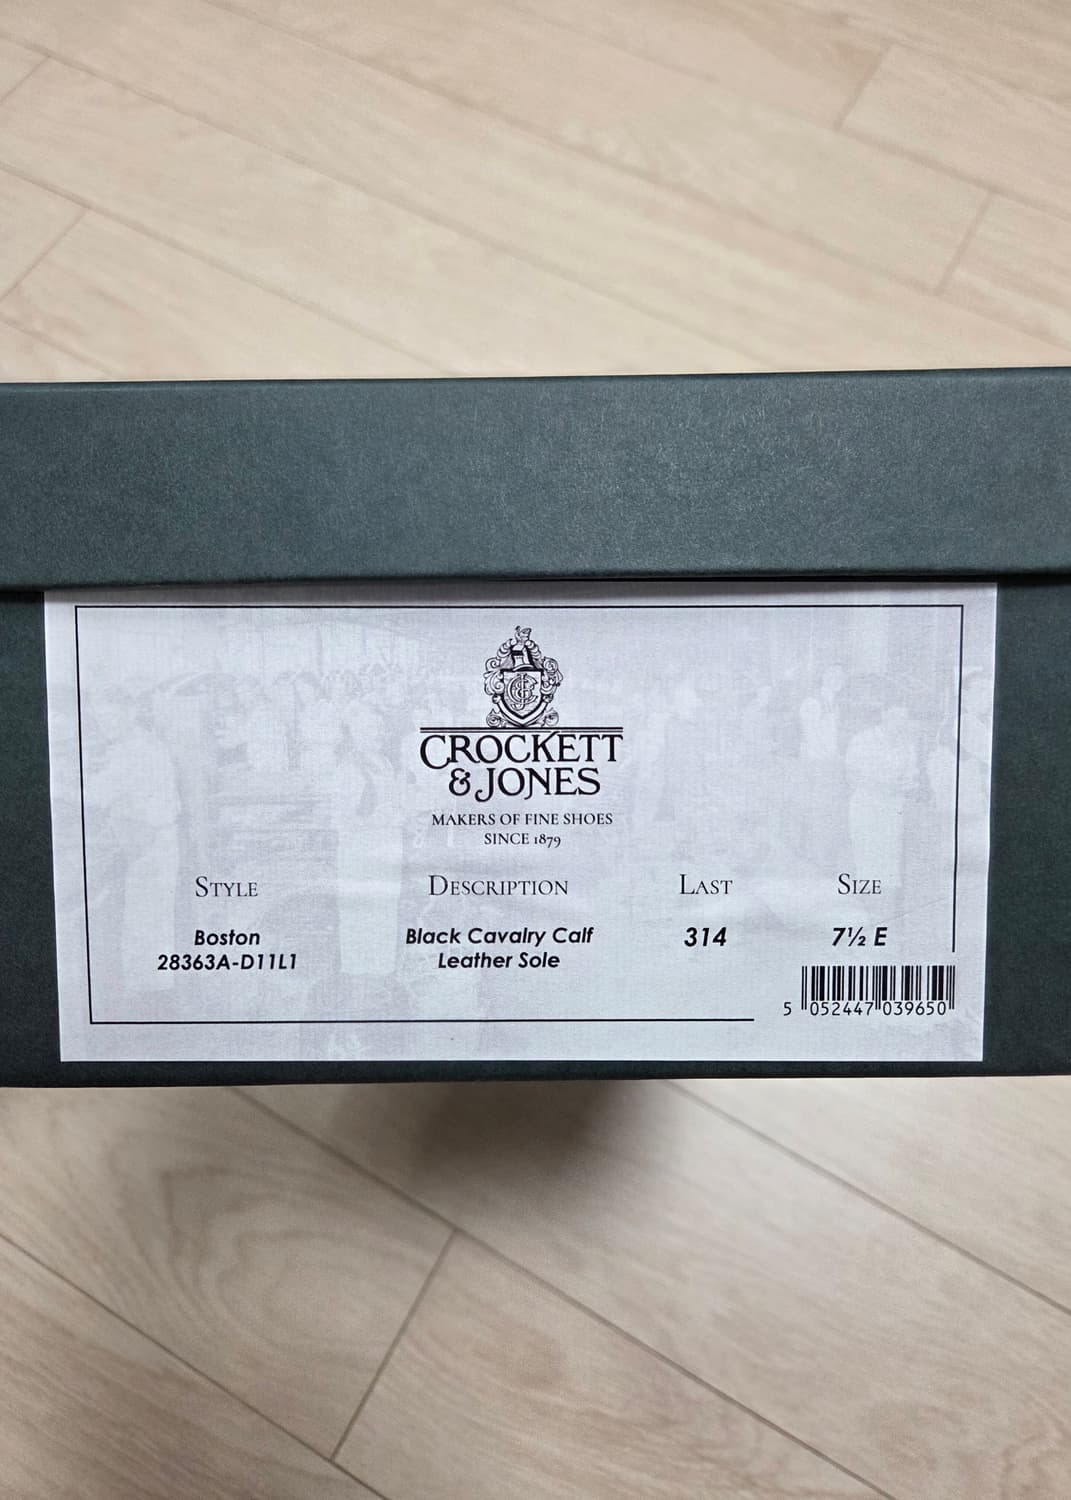 CROCKETT
& JONES
MAKERS OF FINE SHOES
SINCE 1879
STYLE DESCRIPTION LAST SIZE
Boston Black Cavalry Calf 314 7½ E
28363A-D11L1 Leather Sole
5 052447 039650